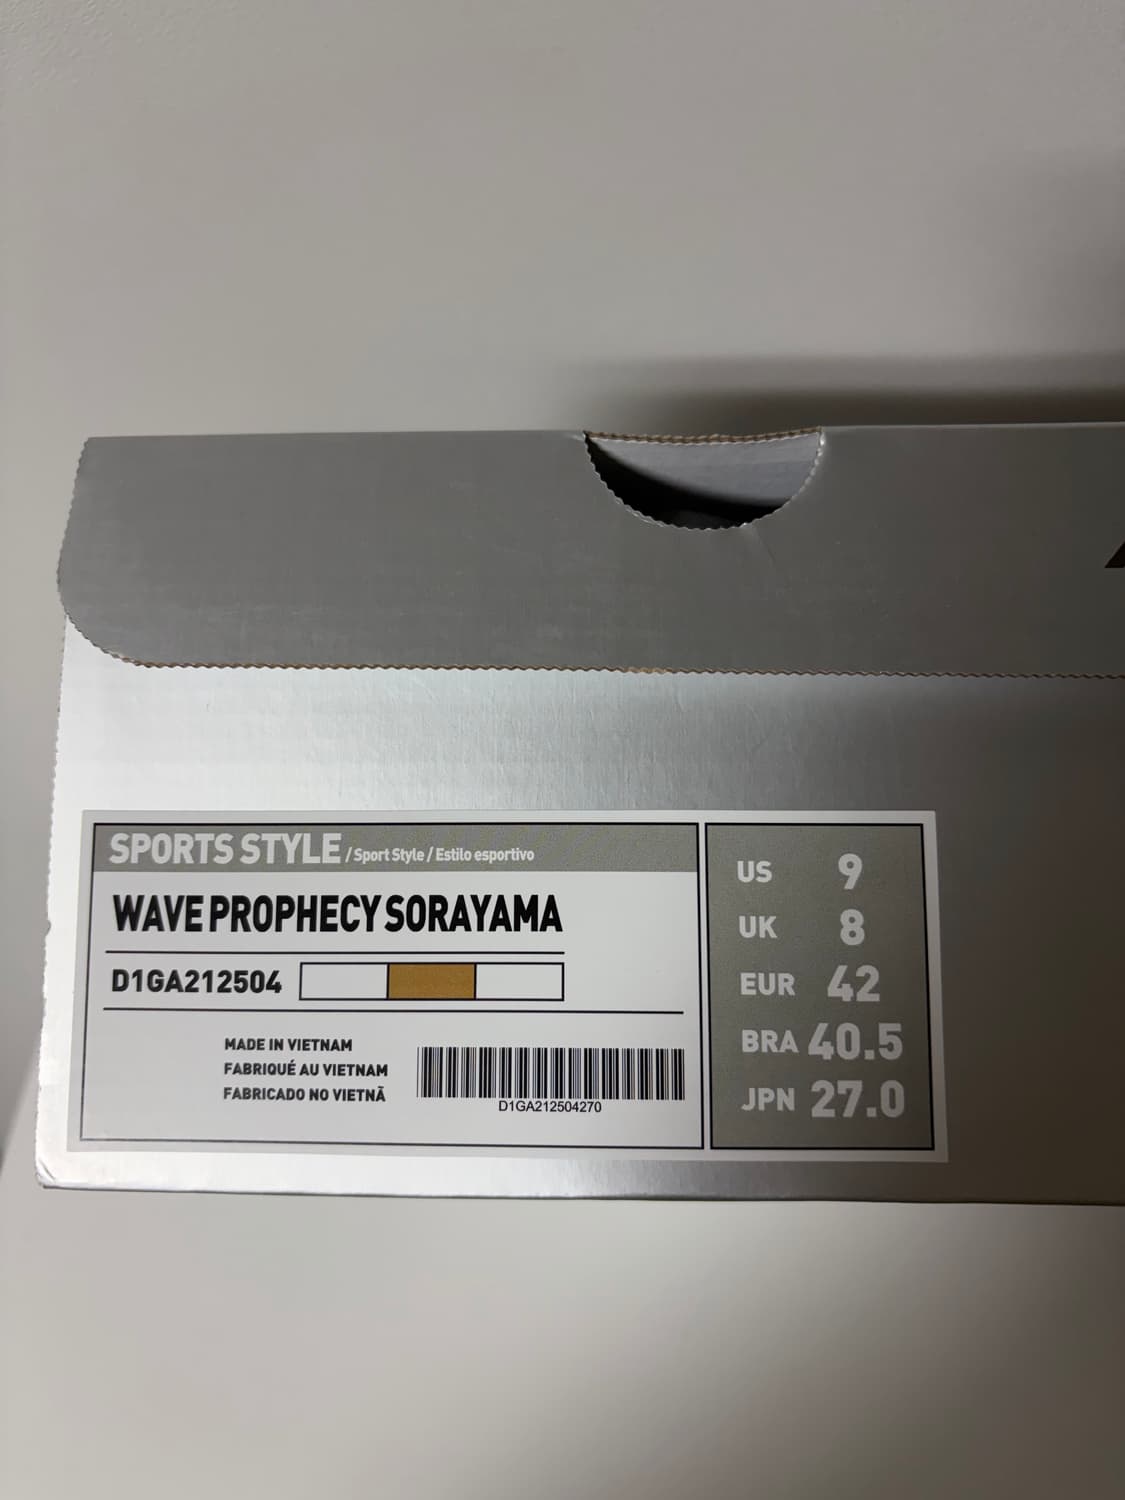 SPORTS STYLE / Sport Style / Estilo esportivo
WAVE PROPHECY SORAYAMA
D1GA212504
MADE IN VIETNAM
FABRIQUÉ AU VIETNAM
FABRICADO NO VIETNÃ
D1GA212504270
US 9
UK 8
EUR 42
BRA 40.5
JPN 27.0